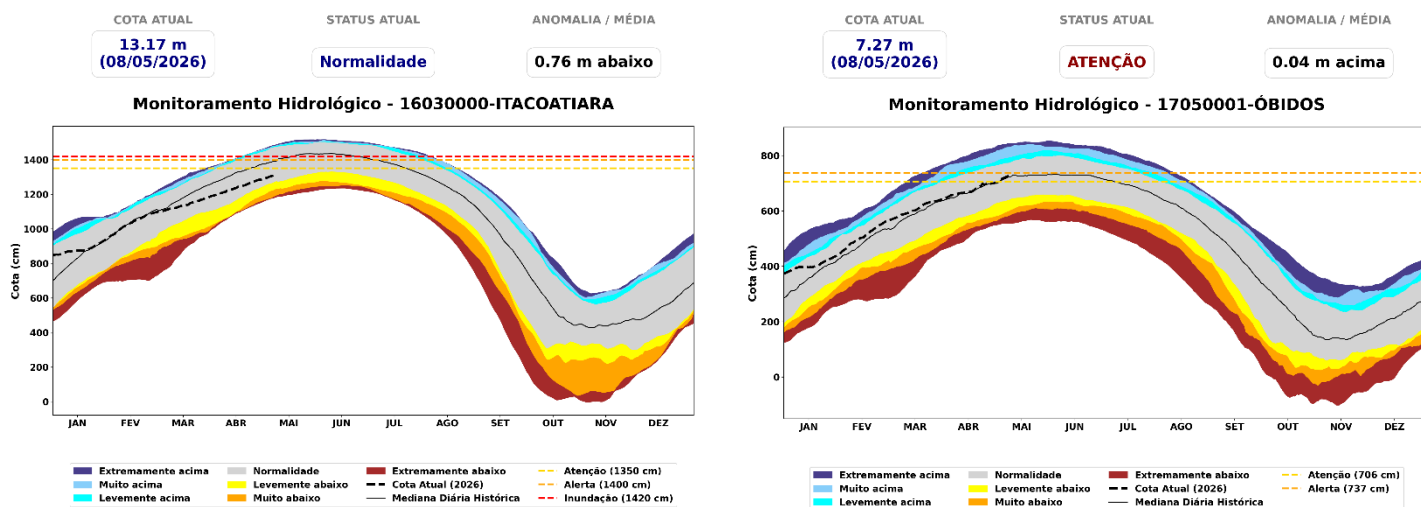 COTA ATUAL
STATUS ATUAL
ANOMALIA / MÉDIA
13.17 m
(08/05/2026)
Normalidade
0.76 m abaixo
Monitoramento Hidrológico - 16030000-ITACOATIARA
Cota (cm)
1400
1200
1000
800
600
400
200
0
JAN
FEV
MAR
ABR
MAI
JUN
JUL
AGO
SET
OUT
NOV
DEZ
Extremamente acima
Muito acima
Levemente acima
Normalidade
Levemente abaixo
Muito abaixo
Extremamente abaixo
Cota Atual (2026)
Mediana Diária Histórica
Atenção (1350 cm)
Alerta (1400 cm)
Inundação (1420 cm)
COTA ATUAL
STATUS ATUAL
ANOMALIA / MÉDIA
7.27 m
(08/05/2026)
ATENÇÃO
0.04 m acima
Monitoramento Hidrológico - 17050001-ÓBIDOS
Cota (cm)
800
600
400
200
0
JAN
FEV
MAR
ABR
MAI
JUN
JUL
AGO
SET
OUT
NOV
DEZ
Extremamente acima
Muito acima
Levemente acima
Normalidade
Levemente abaixo
Muito abaixo
Extremamente abaixo
Cota Atual (2026)
Mediana Diária Histórica
Atenção (706 cm)
Alerta (737 cm)